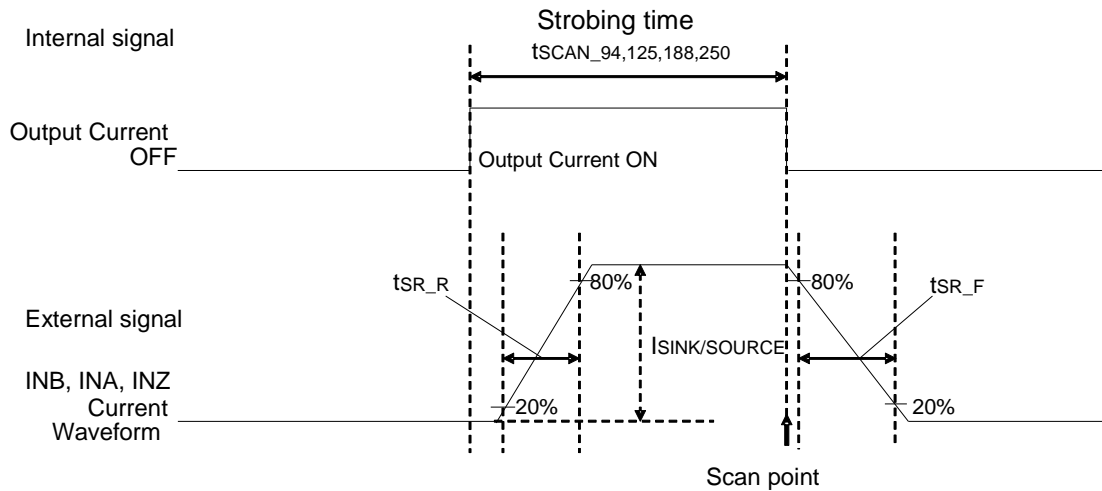 Strobing time
Internal signal
tSCAN_94,125,188,250
Output Current
OFF
Output Current ON
80%
80%
tSR_R
tSR_F
External signal
ISINK/SOURCE
INB, INA, INZ
Current
Waveform
20%
20%
Scan point